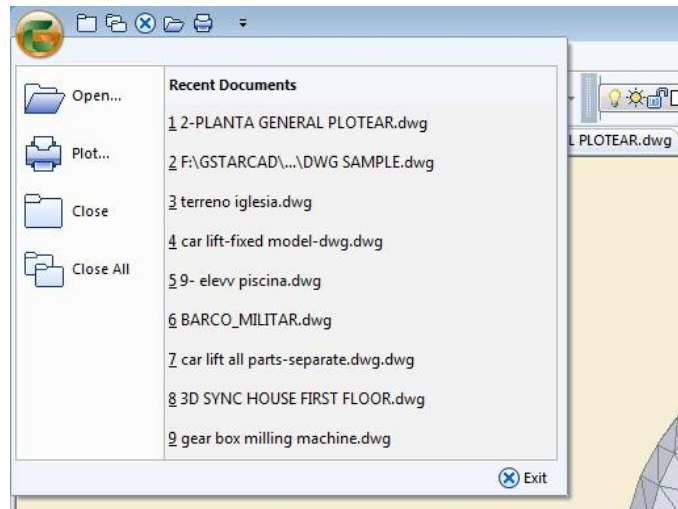 Recent Documents
Open...
Plot...
Close
Close All
1 2-PLANTA GENERAL PLOTEAR.dwg
2 F:\GSTARCAD\...\DWG SAMPLE.dwg
3 terreno iglesia.dwg
4 car lift-fixed model-dwg.dwg
5 9- elevv piscina.dwg
6 BARCO_MILITAR.dwg
7 car lift all parts-separate.dwg.dwg
8 3D SYNC HOUSE FIRST FLOOR.dwg
9 gear box milling machine.dwg
Exit
L PLOTEAR.dwg